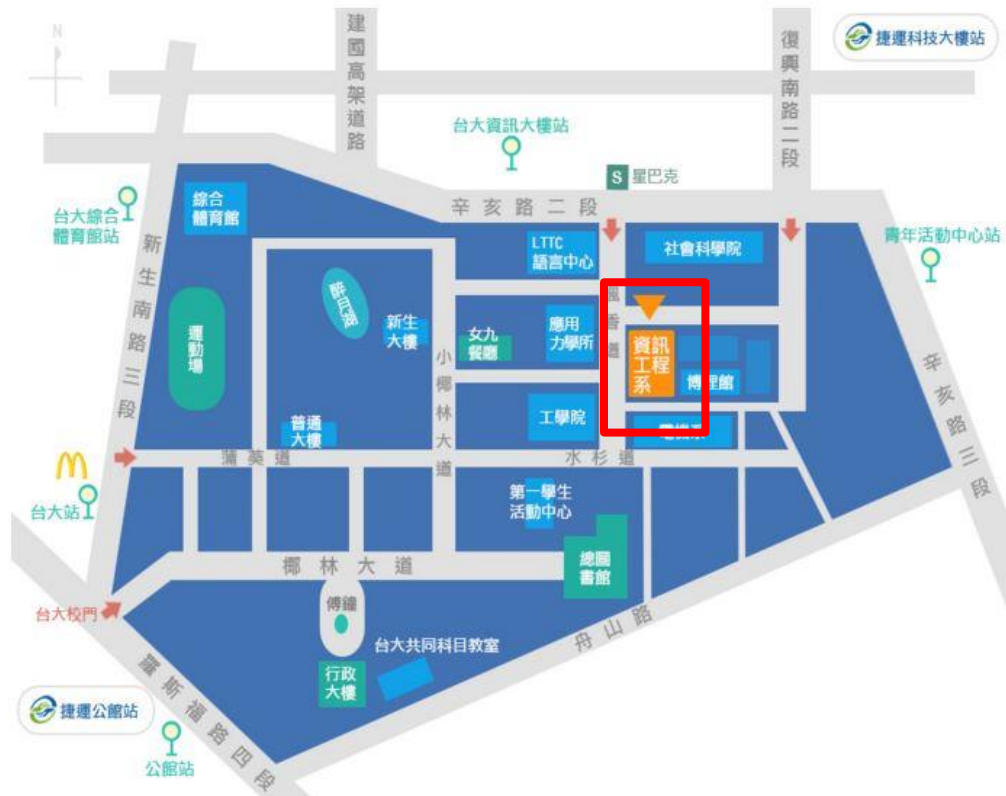 N
建國高架道路
復興南路二段
捷運科技大樓站
台大資訊大樓站
S 星巴克
綜合
體育館
台大綜合
體育館站
辛亥路二段
新生南路三段
LTTC
語言中心
社會科學院
青年活動中心站
醉月湖
楓香道
運動場
新生
大樓
女九
餐廳
應用
力學所
資訊
工程
系
博理館
小椰林大道
辛亥路三段
普通
大樓
工學院
電機系
蒲葵道
水杉道
台大站
第一學生
活動中心
椰林大道
總圖
書館
台大校門
傅鐘
舟山路
台大共同科目教室
行政
大樓
羅斯福路四段
捷運公館站
公館站